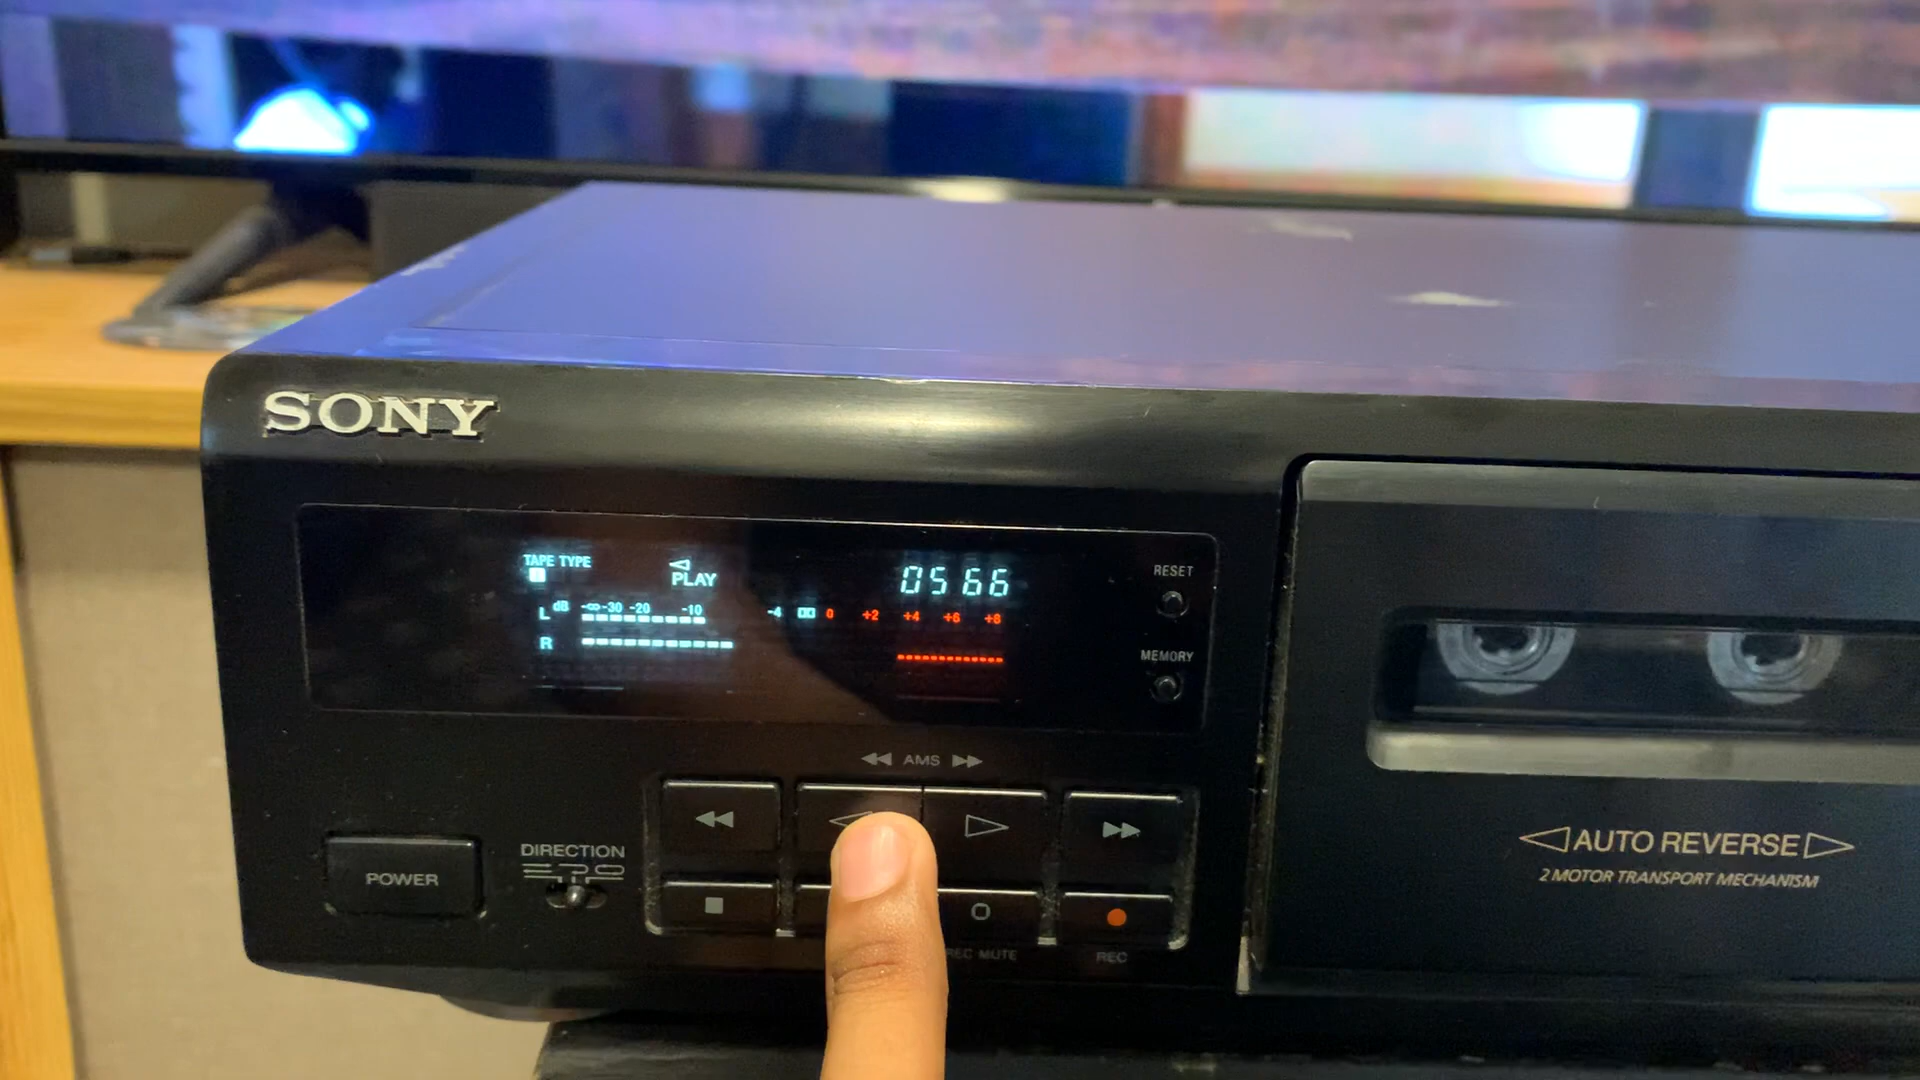 SONY
TAPE TYPE
I
PLAY
0566
RESET
dB -∞ -30 -20 -10 -4 0 +2 +4 +6 +8
L
R
MEMORY
AMS
POWER
DIRECTION
REC MUTE
REC
AUTO REVERSE
2 MOTOR TRANSPORT MECHANISM